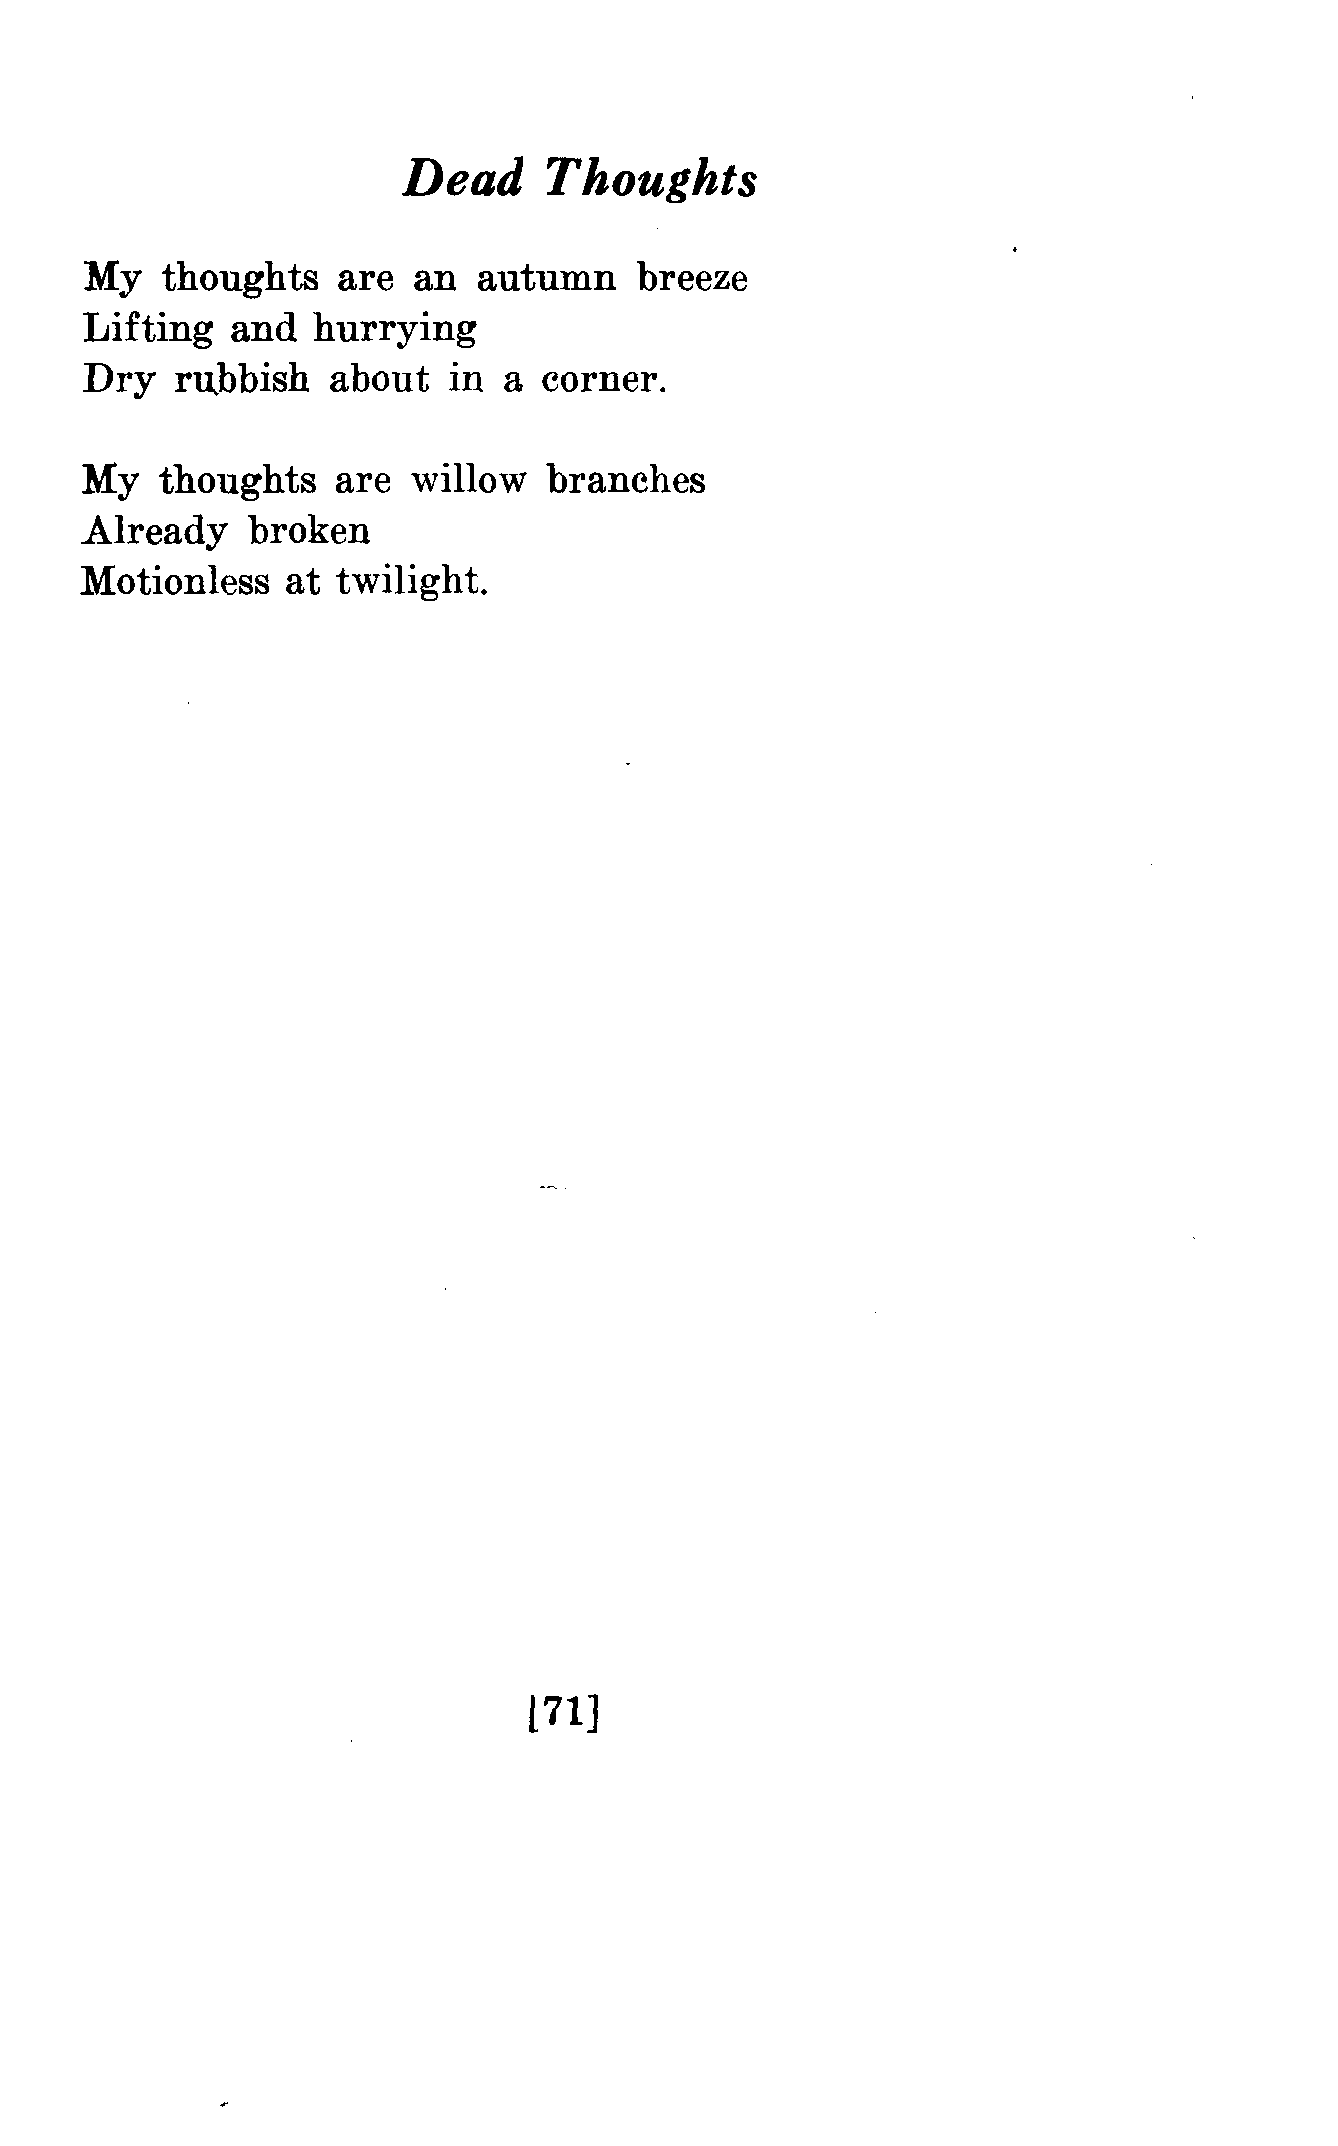 Dead Thoughts
My thoughts are an autumn breeze
Lifting and hurrying
Dry rubbish about in a corner.
My thoughts are willow branches
Already broken
Motionless at twilight.
[71]